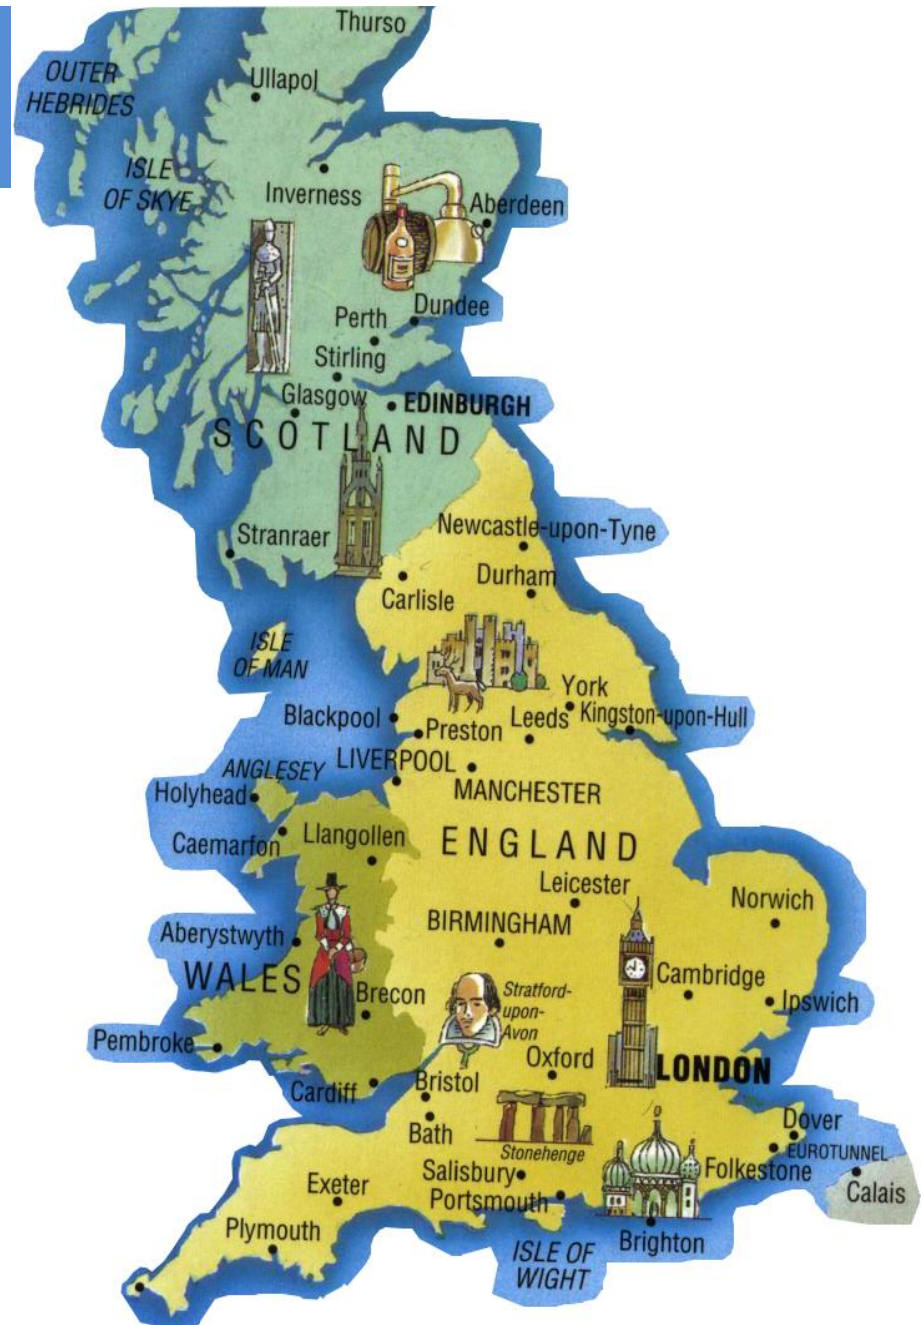 Thurso
OUTER
HEBRIDES
Ullapol
ISLE
OF SKYE
Inverness
Aberdeen
Dundee
Perth
Stirling
Glasgow
EDINBURGH
SCOTLAND
Newcastle-upon-Tyne
Stranraer
Durham
Carlisle
ISLE
OF MAN
York
Blackpool
Leeds
Kingston-upon-Hull
Preston
LIVERPOOL
ANGLESEY
MANCHESTER
Holyhead
Caemarfon
Llangollen
ENGLAND
Leicester
Norwich
BIRMINGHAM
Aberystwyth
WALES
Cambridge
Brecon
Stratford-
upon-
Avon
Ipswich
Pembroke
Oxford
LONDON
Cardiff
Bristol
Dover
Bath
Stonehenge
EUROTUNNEL
Folkestone
Salisbury
Exeter
Portsmouth
Calais
Plymouth
Brighton
ISLE OF
WIGHT